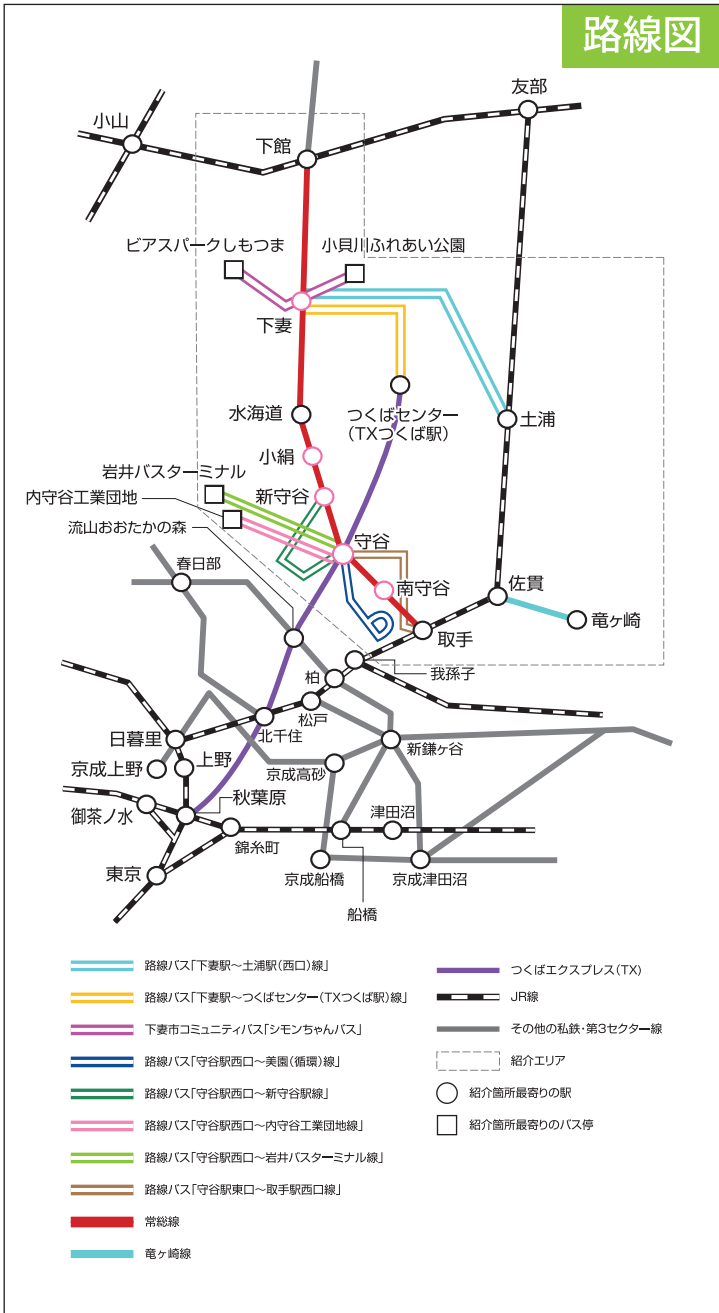 路線図
友部
小山
下館
ビアスパークしもつま
小貝川ふれあい公園
下妻
水海道
つくばセンター
(TXつくば駅)
土浦
小絹
岩井バスターミナル
新守谷
内守谷工業団地
流山おおたかの森
守谷
春日部
南守谷
佐貫
竜ヶ崎
取手
我孫子
柏
松戸
北千住
日暮里
新鎌ヶ谷
上野
京成上野
京成高砂
秋葉原
御茶ノ水
津田沼
錦糸町
東京
京成船橋
京成津田沼
船橋
路線バス「下妻駅～土浦駅(西口)線」
路線バス「下妻駅～つくばセンター(TXつくば駅)線」
下妻市コミュニティバス「シモンちゃんバス」
路線バス「守谷駅西口～美園(循環)線」
路線バス「守谷駅西口～新守谷駅線」
路線バス「守谷駅西口～内守谷工業団地線」
路線バス「守谷駅西口～岩井バスターミナル線」
路線バス「守谷駅東口～取手駅西口線」
常総線
竜ヶ崎線
つくばエクスプレス(TX)
JR線
その他の私鉄・第3セクター線
紹介エリア
紹介箇所最寄りの駅
紹介箇所最寄りのバス停